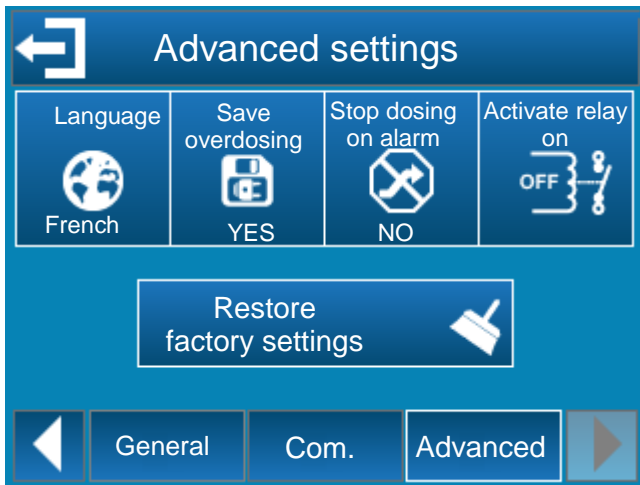 Advanced settings
Language
Save
overdosing
Stop dosing
on alarm
Activate relay
on
OFF
French
YES
NO
Restore
factory settings
General
Com.
Advanced